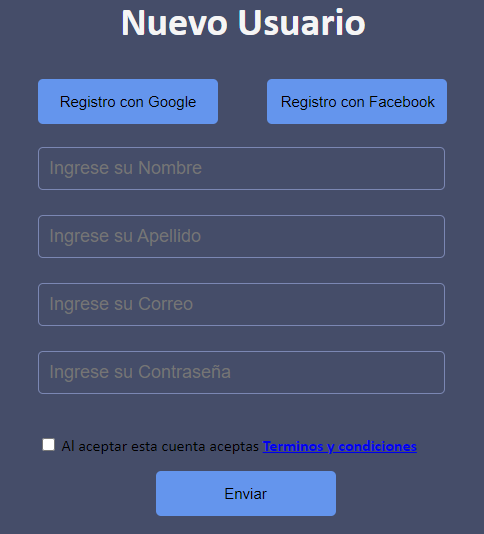 Nuevo Usuario
Registro con Google
Registro con Facebook
Ingrese su Nombre
Ingrese su Apellido
Ingrese su Correo
Ingrese su Contraseña
Al aceptar esta cuenta aceptas Terminos y condiciones
Enviar